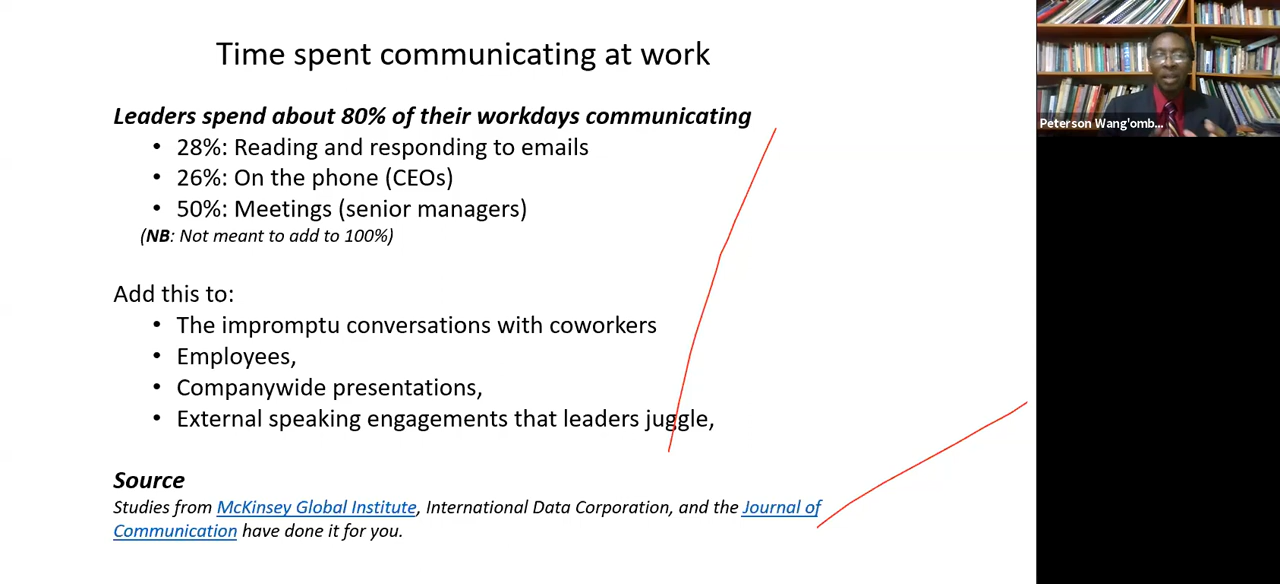 Time spent communicating at work
Leaders spend about 80% of their workdays communicating
• 28%: Reading and responding to emails
• 26%: On the phone (CEOs)
• 50%: Meetings (senior managers)
(NB: Not meant to add to 100%)
Add this to:
• The impromptu conversations with coworkers
• Employees,
• Companywide presentations,
• External speaking engagements that leaders juggle,
Source
Studies from McKinsey Global Institute, International Data Corporation, and the Journal of
Communication have done it for you.
Peterson Wang'omb...